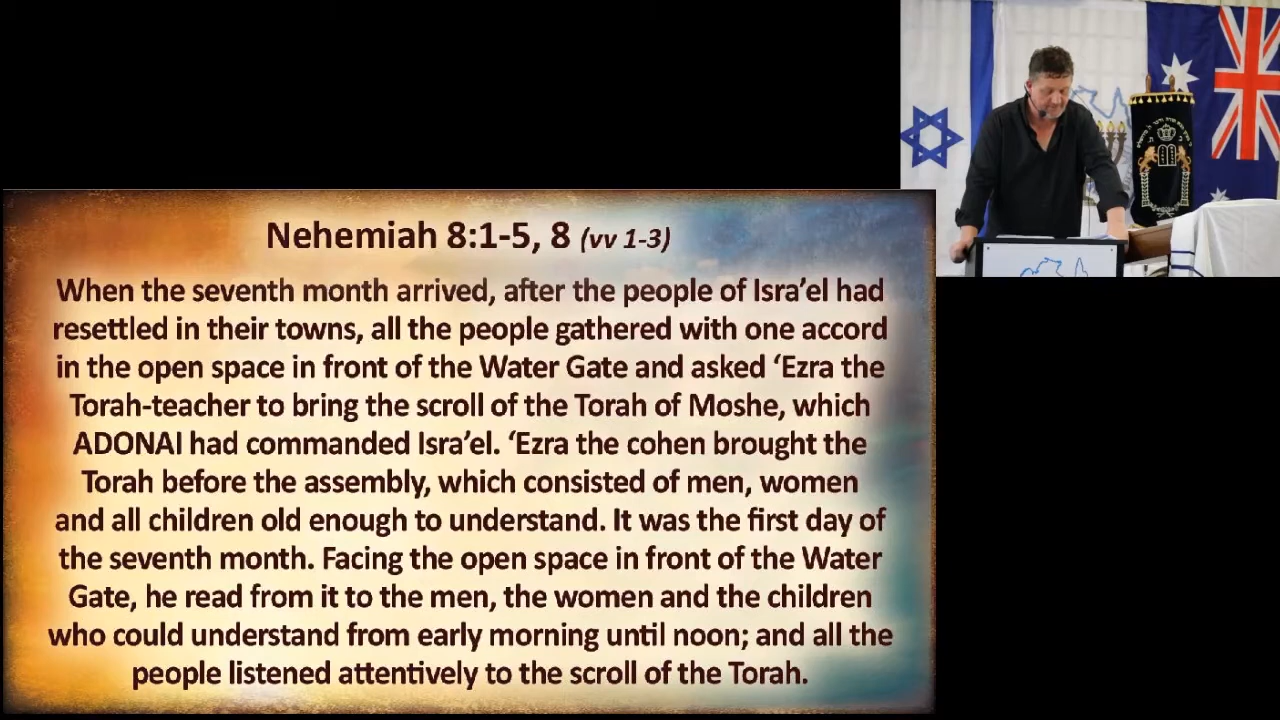 Nehemiah 8:1-5, 8 (vv 1-3)
When the seventh month arrived, after the people of Isra’el had
resettled in their towns, all the people gathered with one accord
in the open space in front of the Water Gate and asked ‘Ezra the
Torah-teacher to bring the scroll of the Torah of Moshe, which
ADONAI had commanded Isra’el. ‘Ezra the cohen brought the
Torah before the assembly, which consisted of men, women
and all children old enough to understand. It was the first day of
the seventh month. Facing the open space in front of the Water
Gate, he read from it to the men, the women and the children
who could understand from early morning until noon; and all the
people listened attentively to the scroll of the Torah.